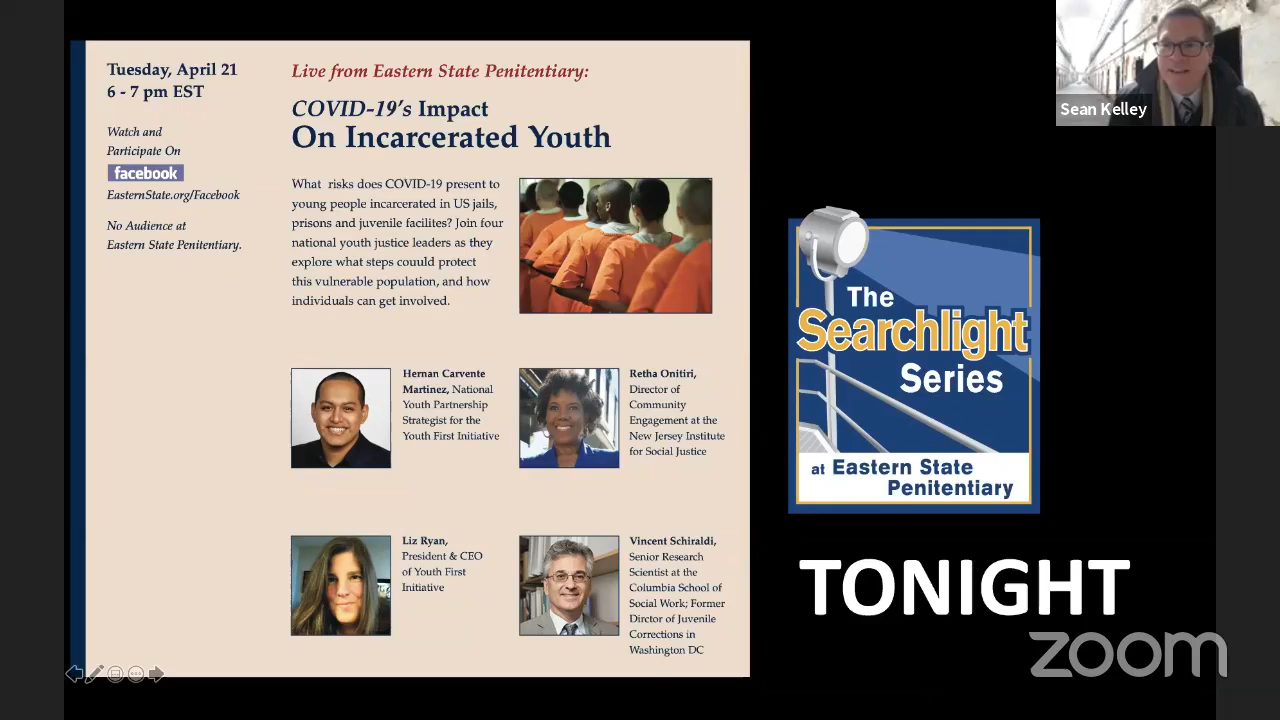 Tuesday, April 21
6 - 7 pm EST
Watch and
Participate On
facebook
EasternState.org/Facebook
No Audience at
Eastern State Penitentiary.
Live from Eastern State Penitentiary:
COVID-19's Impact
On Incarcerated Youth
What risks does COVID-19 present to
young people incarcerated in US jails,
prisons and juvenile facilites? Join four
national youth justice leaders as they
explore what steps couuld protect
this vulnerable population, and how
individuals can get involved.
Hernan Carvente
Martinez, National
Youth Partnership
Strategist for the
Youth First Initiative
Retha Onitiri,
Director of
Community
Engagement at the
New Jersey Institute
for Social Justice
Liz Ryan,
President & CEO
of Youth First
Initiative
Vincent Schiraldi,
Senior Research
Scientist at the
Columbia School of
Social Work; Former
Dirctor of Juvenile
Corrections in
Washington DC
Sean Kelley
The
Searchlight
Series
at Eastern State
Penitentiary
TONIGHT
zoom